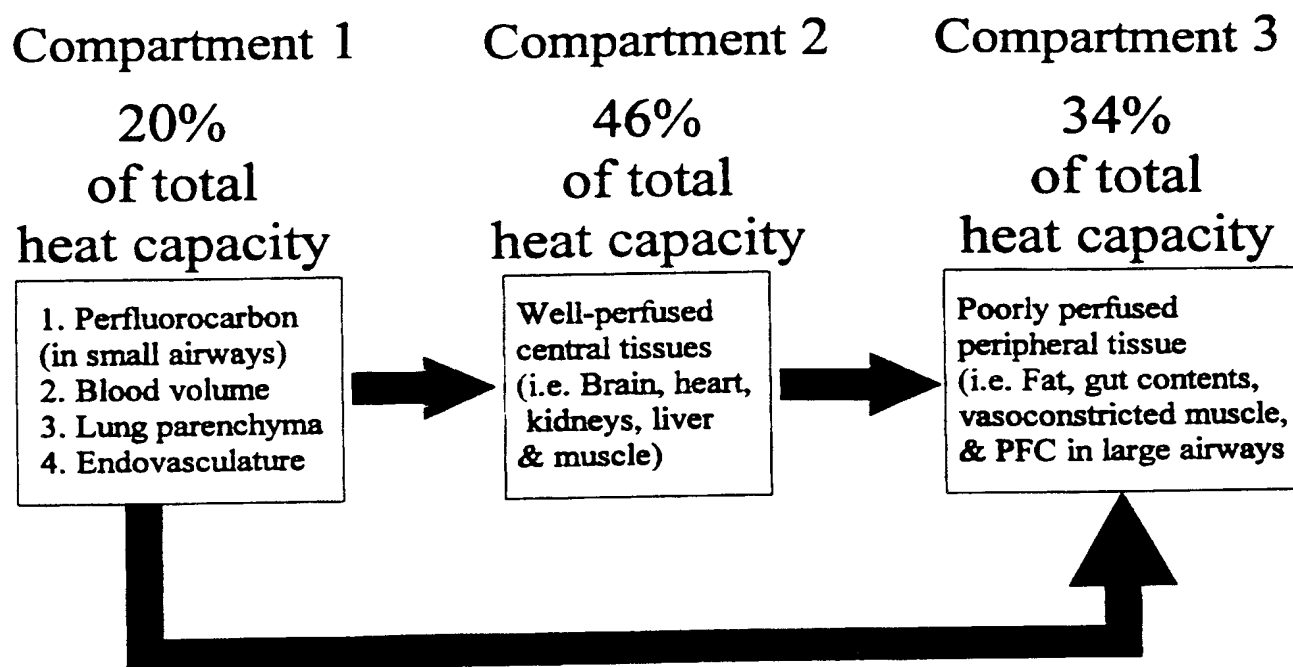 Compartment 1
20%
of total
heat capacity
1. Perfluorocarbon
(in small airways)
2. Blood volume
3. Lung parenchyma
4. Endovasculature
Compartment 2
46%
of total
heat capacity
Well-perfused
central tissues
(i.e. Brain, heart,
kidneys, liver
& muscle)
Compartment 3
34%
of total
heat capacity
Poorly perfused
peripheral tissue
(i.e. Fat, gut contents,
vasoconstricted muscle,
& PFC in large airways